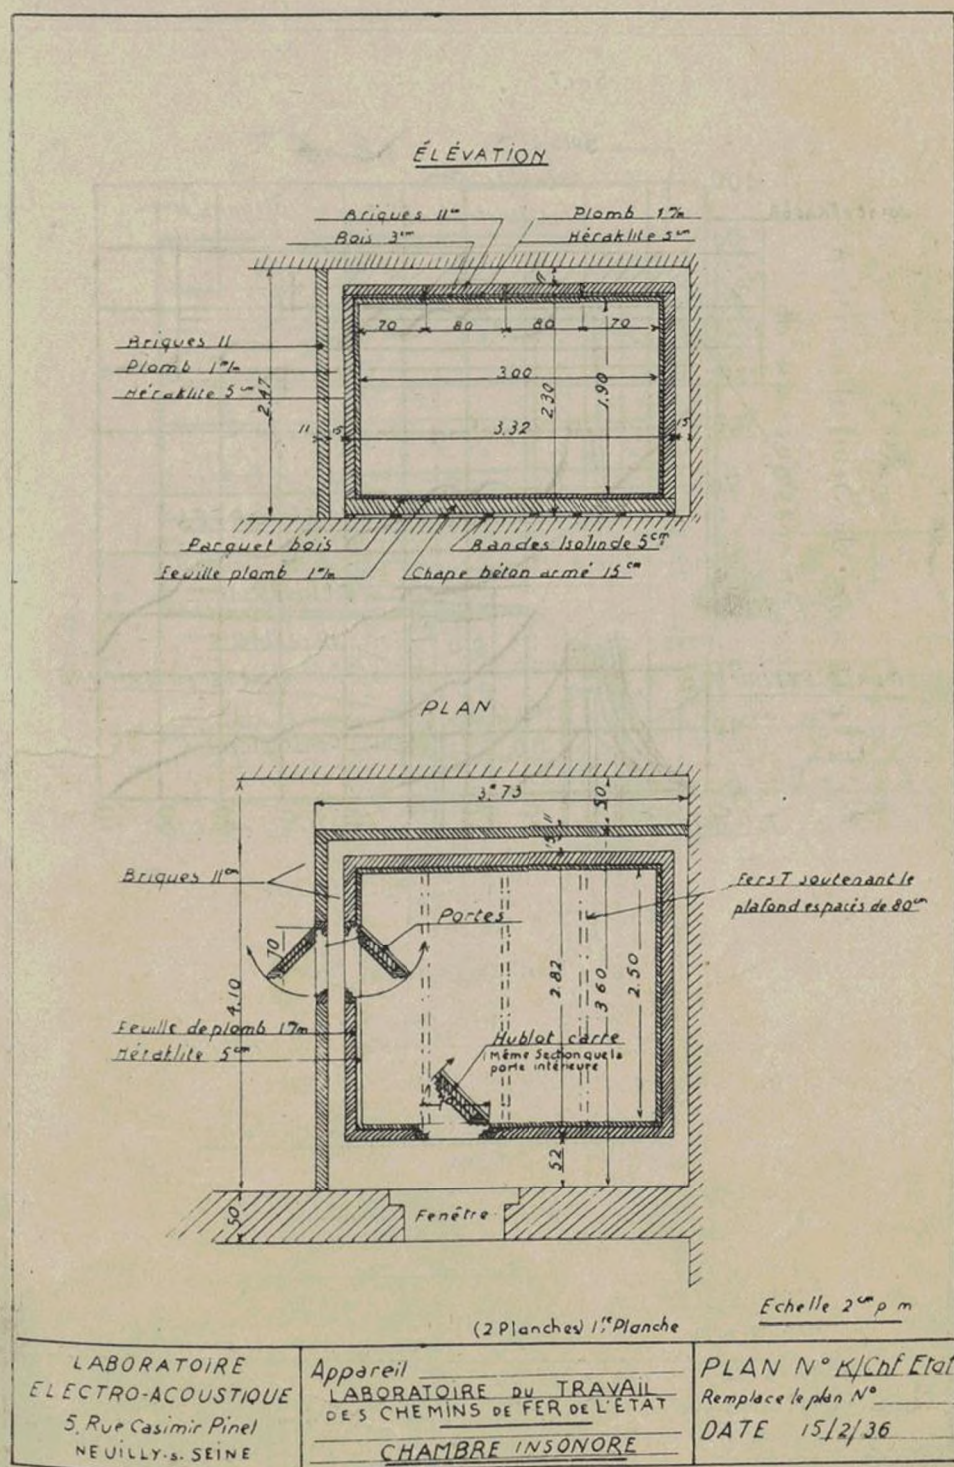 ÉLÉVATION
Briques 11cm
Plomb 1m/m
Bois 3cm
Héraklite 5cm
11
70 80 80 70
Briques 11
Plomb 1m/m
Héraklite 5cm
2.47
300
2.30
1.90
11 15
3.32
15
Parquet bois
Bandes Isolinde 5cm
Feuille plomb 1m/m
Chape béton armé 15cm
PLAN
3m73
50
15 11
Briques 11cm
Fers T soutenant le
plafond espacés de 80cm
Portes
70
4.10
2.82
3.60
2.50
Feuille de plomb 1m/m
Héraklite 5cm
Hublot carré
(Même Section que la
porte intérieure
52
50
Fenêtre
Echelle 2cm p m
(2 Planches) 1re Planche
LABORATOIRE
ELECTRO-ACOUSTIQUE
5, Rue Casimir Pinel
NEUILLY-s. SEINE
Appareil
LABORATOIRE DU TRAVAIL
DES CHEMINS DE FER DE L'ÉTAT
CHAMBRE INSONORE
PLAN N° K/Chf Etat
Remplace le plan N°
DATE 15/2/36